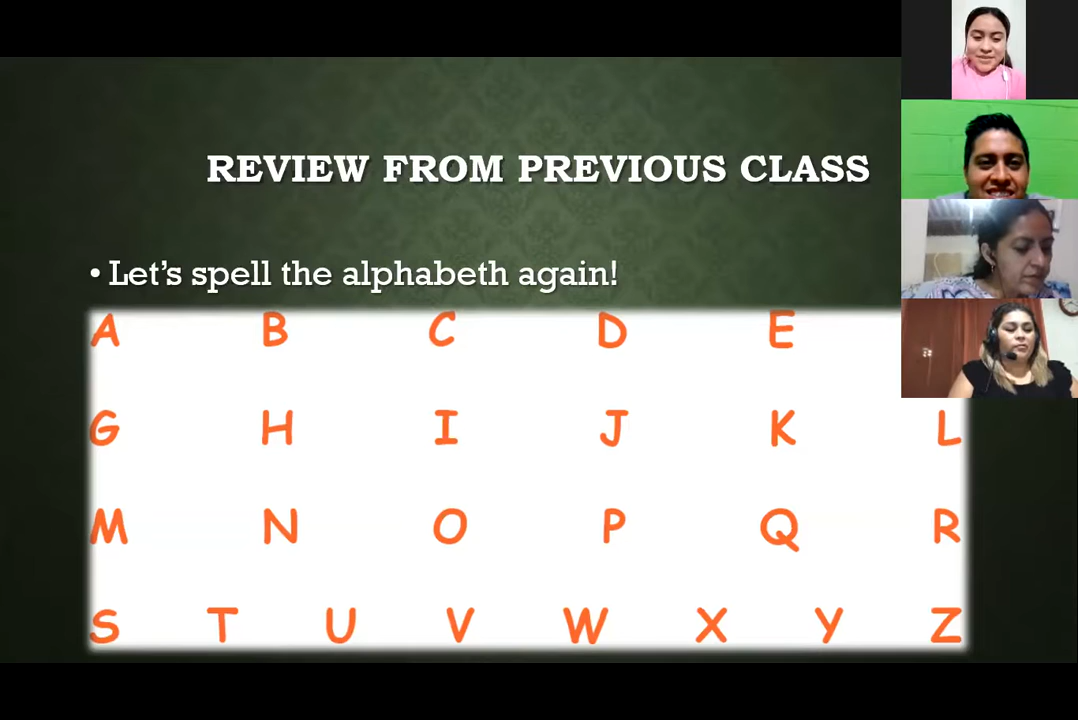 REVIEW FROM PREVIOUS CLASS
• Let's spell the alphabeth again!
A B C D E
G H I J K L
M N O P Q R
S T U V W X Y Z